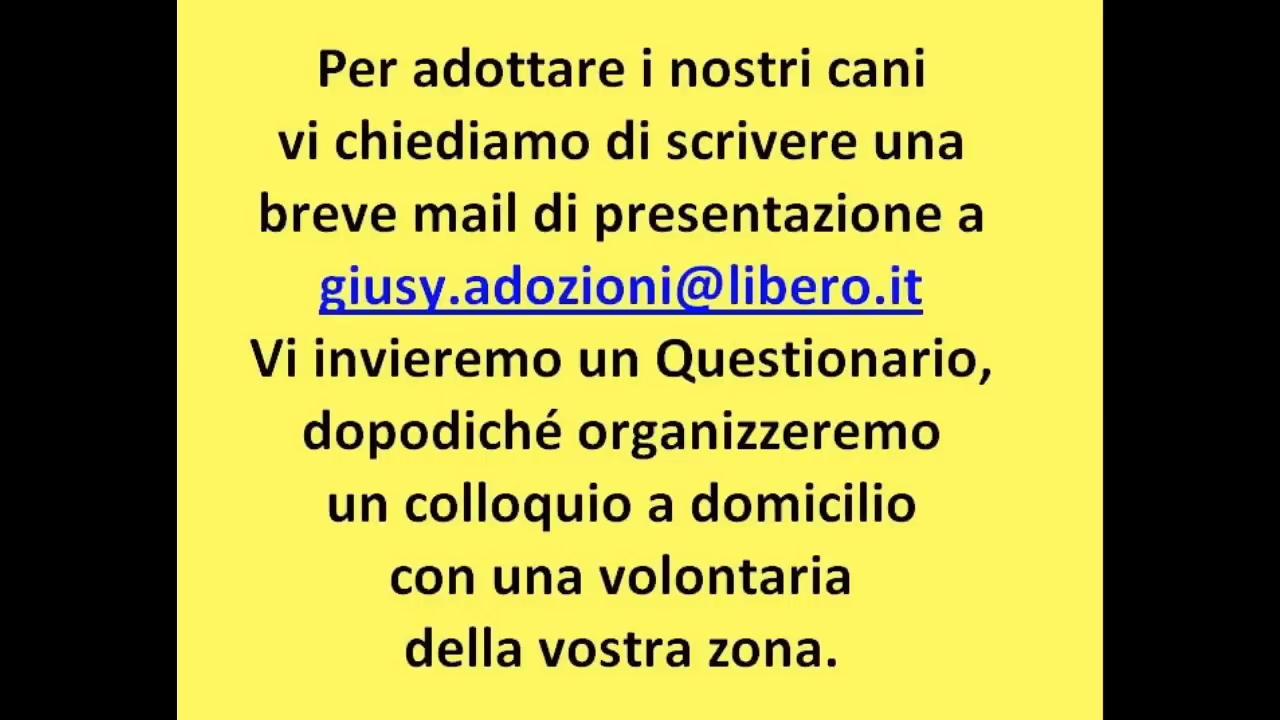 Per adottare i nostri cani
vi chiediamo di scrivere una
breve mail di presentazione a
giusy.adozioni@libero.it
Vi invieremo un Questionario,
dopodiché organizzeremo
un colloquio a domicilio
con una volontaria
della vostra zona.